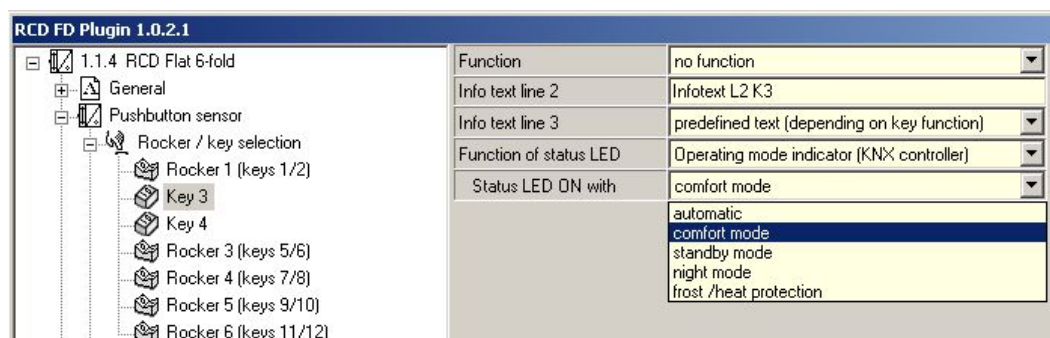 RCD FD Plugin 1.0.2.1
1.1.4 RCD Flat 6-fold
General
Pushbutton sensor
Rocker / key selection
Rocker 1 (keys 1/2)
Key 3
Key 4
Rocker 3 (keys 5/6)
Rocker 4 (keys 7/8)
Rocker 5 (keys 9/10)
Rocker 6 (keys 11/12)
Function no function
Info text line 2 Infotext L2 K3
Info text line 3 predefined text (depending on key function)
Function of status LED Operating mode indicator (KNX controller)
Status LED ON with comfort mode
automatic
comfort mode
standby mode
night mode
frost /heat protection